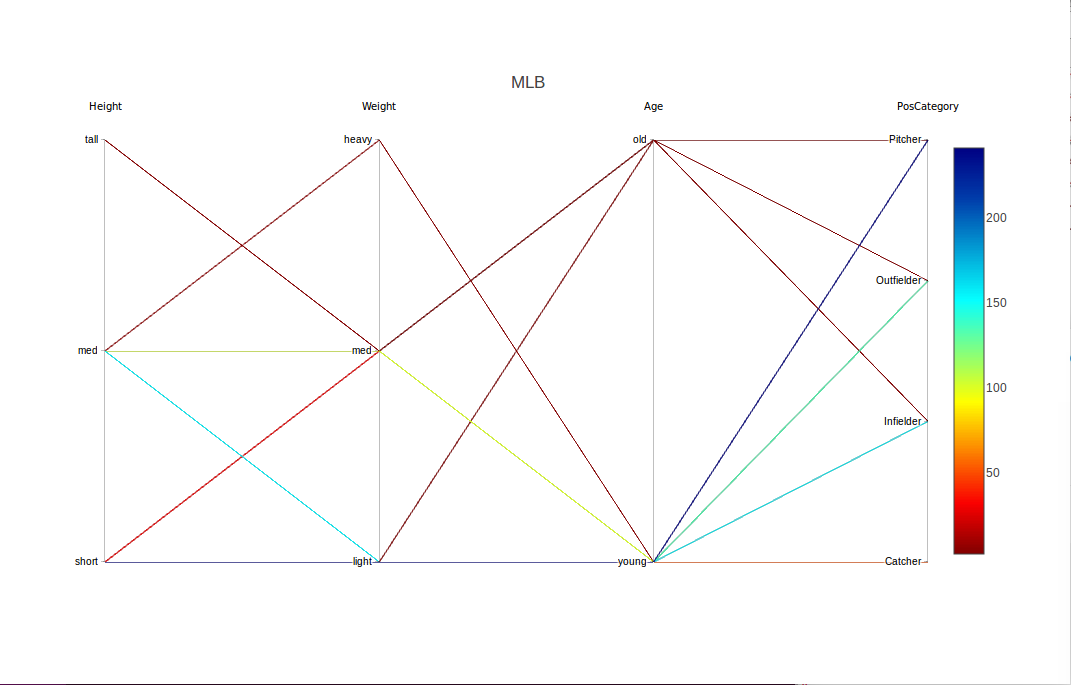 MLB
Height Weight Age PosCategory
tall heavy old Pitcher
200
Outfielder
150
med med
100
Infielder
50
short light young Catcher